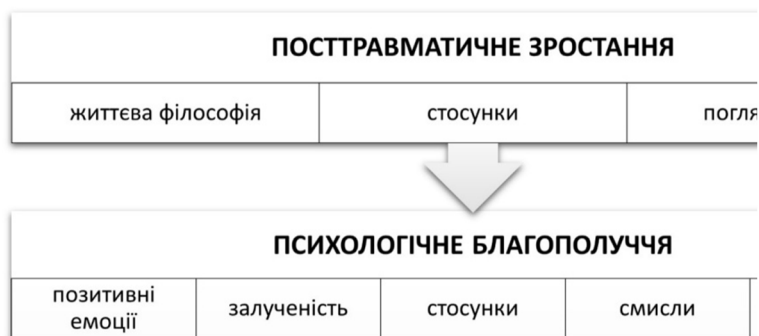 ПОСТТРАВМАТИЧНЕ ЗРОСТАННЯ
життєва філософія стосунки
ПСИХОЛОГІЧНЕ БЛАГОПОЛУЧЧЯ
позитивні
емоції залученість стосунки смисли